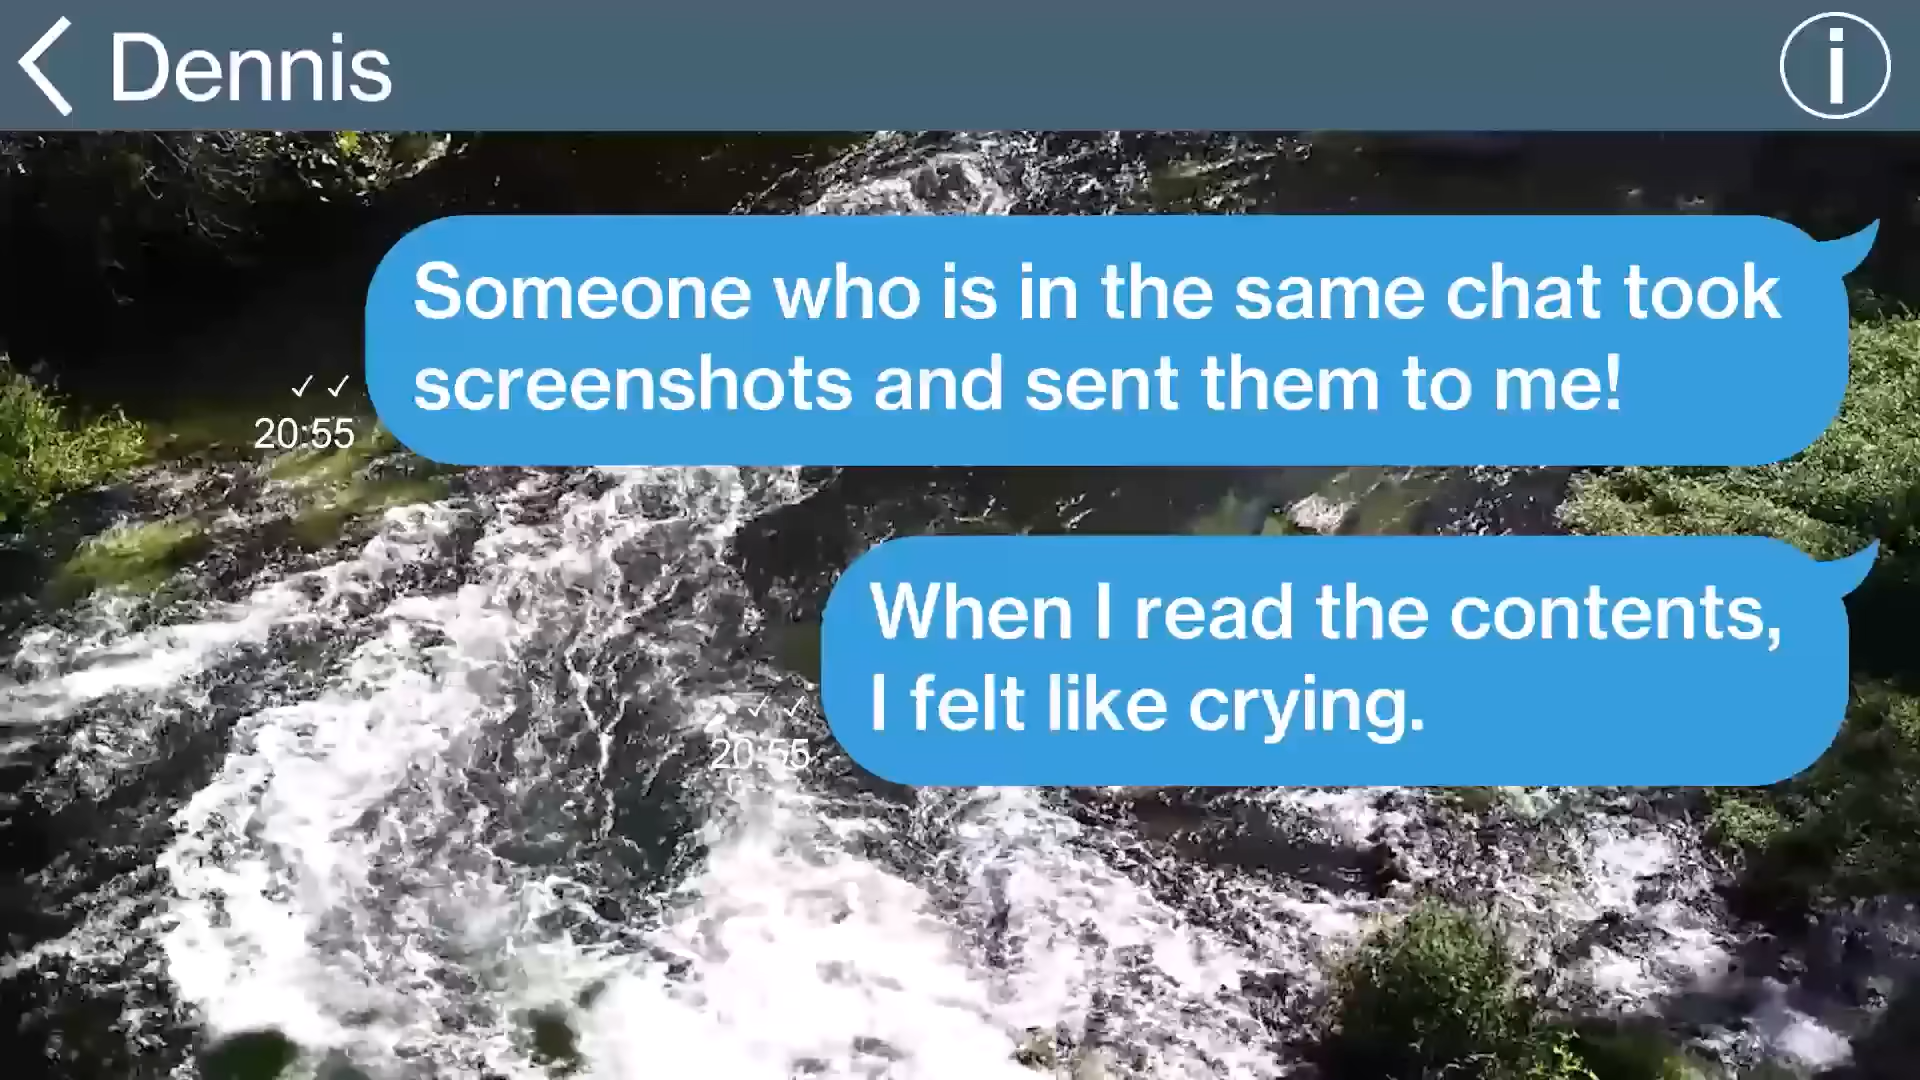 Dennis
Someone who is in the same chat took
screenshots and sent them to me!
✓ ✓
20:55
When I read the contents,
I felt like crying.
✓ ✓
20:55